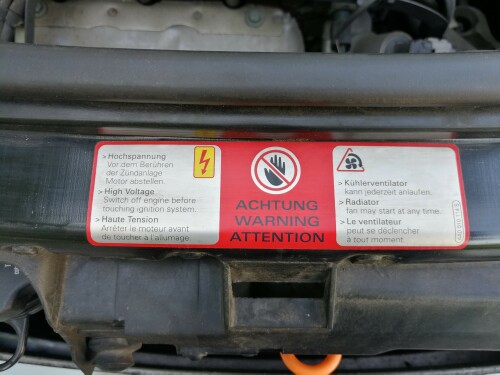 > Hochspannung
Vor dem Berühren
der Zündanlage
Motor abstellen.
> High Voltage
Switch off engine before
touching ignition system.
> Haute Tension
Arrêter le moteur avant
de toucher à l'allumage.
ACHTUNG
WARNING
ATTENTION
> Kühlerventilator
kann jederzeit anlaufen.
> Radiator
fan may start at any time.
> Le ventilateur
peut se déclencher
à tout moment.